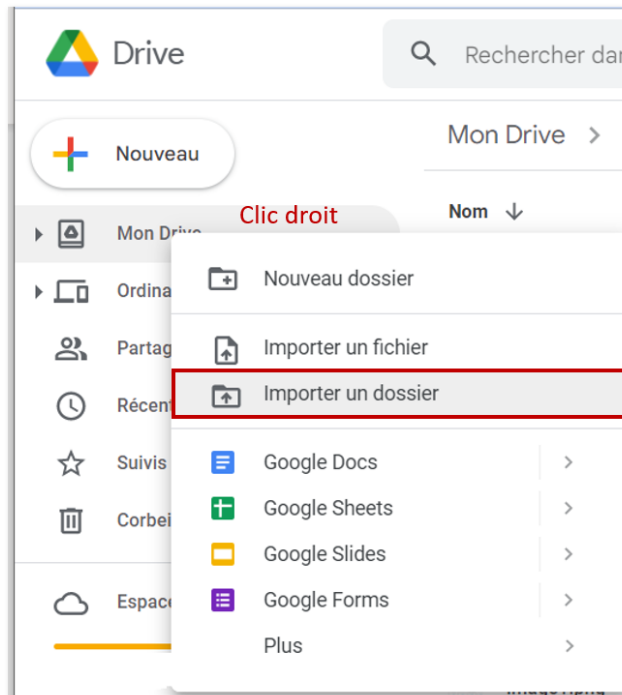 Drive
Rechercher dan
Nouveau
Mon Drive >
Clic droit
Nom
Mon Drive
Ordina
Nouveau dossier
Partag
Importer un fichier
Récent
Importer un dossier
Suivis
Google Docs
Corbei
Google Sheets
Google Slides
Espace
Google Forms
Plus